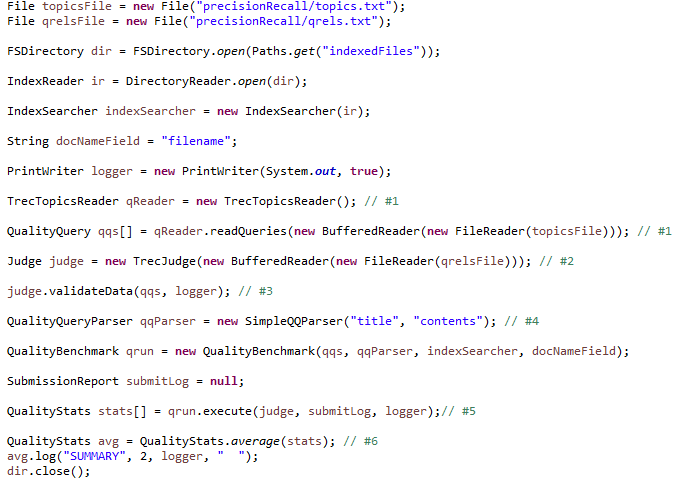 File topicsFile = new File("precisionRecall/topics.txt");
File qrelsFile = new File("precisionRecall/qrels.txt");
FSDirectory dir = FSDirectory.open(Paths.get("indexedFiles"));
IndexReader ir = DirectoryReader.open(dir);
IndexSearcher indexSearcher = new IndexSearcher(ir);
String docNameField = "filename";
PrintWriter logger = new PrintWriter(System.out, true);
TrecTopicsReader qReader = new TrecTopicsReader(); // #1
QualityQuery qqs[] = qReader.readQueries(new BufferedReader(new FileReader(topicsFile))); // #1
Judge judge = new TrecJudge(new BufferedReader(new FileReader(qrelsFile))); // #2
judge.validateData(qqs, logger); // #3
QualityQueryParser qqParser = new SimpleQQParser("title", "contents"); // #4
QualityBenchmark qrun = new QualityBenchmark(qqs, qqParser, indexSearcher, docNameField);
SubmissionReport submitLog = null;
QualityStats stats[] = qrun.execute(judge, submitLog, logger);// #5
QualityStats avg = QualityStats.average(stats); // #6
avg.log("SUMMARY", 2, logger, "  ");
dir.close();